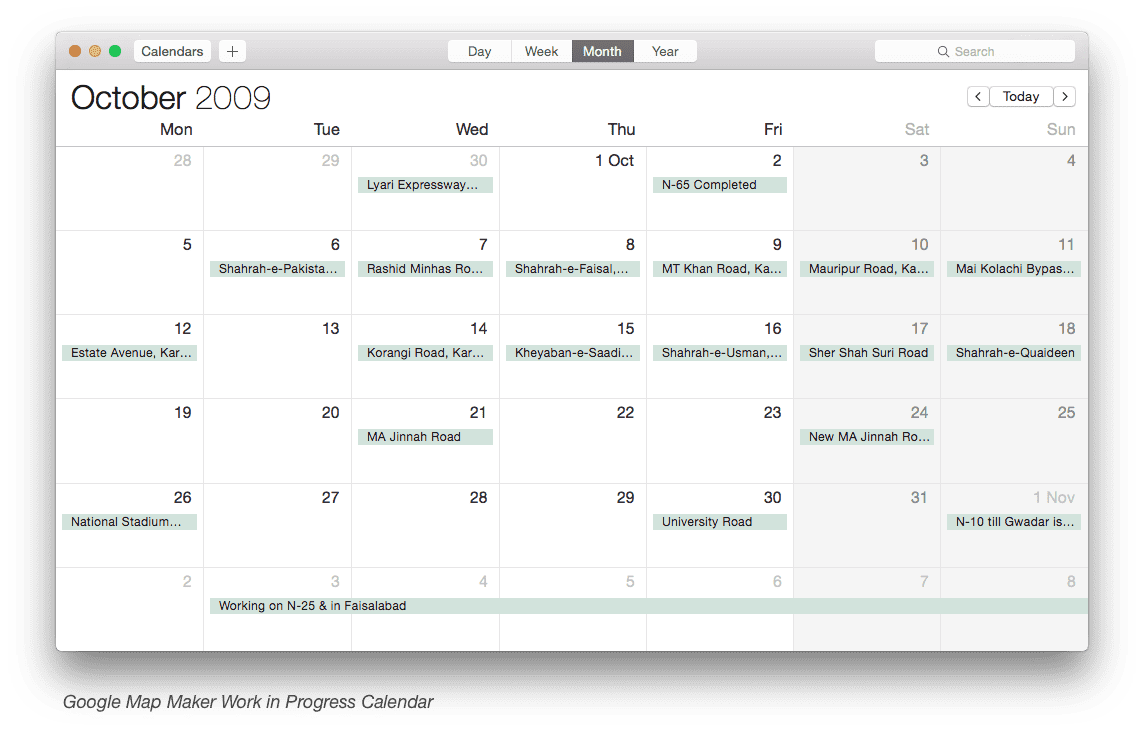 Calendars
+
Day
Week
Month
Year
Search
October 2009
<
Today
>
Mon Tue Wed Thu Fri Sat Sun
28 29 30 1 Oct 2 3 4
Lyari Expressway… N-65 Completed
5 6 7 8 9 10 11
Shahrah-e-Pakista… Rashid Minhas Ro… Shahrah-e-Faisal,… MT Khan Road, Ka… Mauripur Road, Ka… Mai Kolachi Bypas…
12 13 14 15 16 17 18
Estate Avenue, Kar… Korangi Road, Kar… Kheyaban-e-Saadi… Shahrah-e-Usman,… Sher Shah Suri Road Shahrah-e-Quaideen
19 20 21 22 23 24 25
MA Jinnah Road New MA Jinnah Ro…
26 27 28 29 30 31 1 Nov
National Stadium… University Road N-10 till Gwadar is…
2 3 4 5 6 7 8
Working on N-25 & in Faisalabad
Google Map Maker Work in Progress Calendar